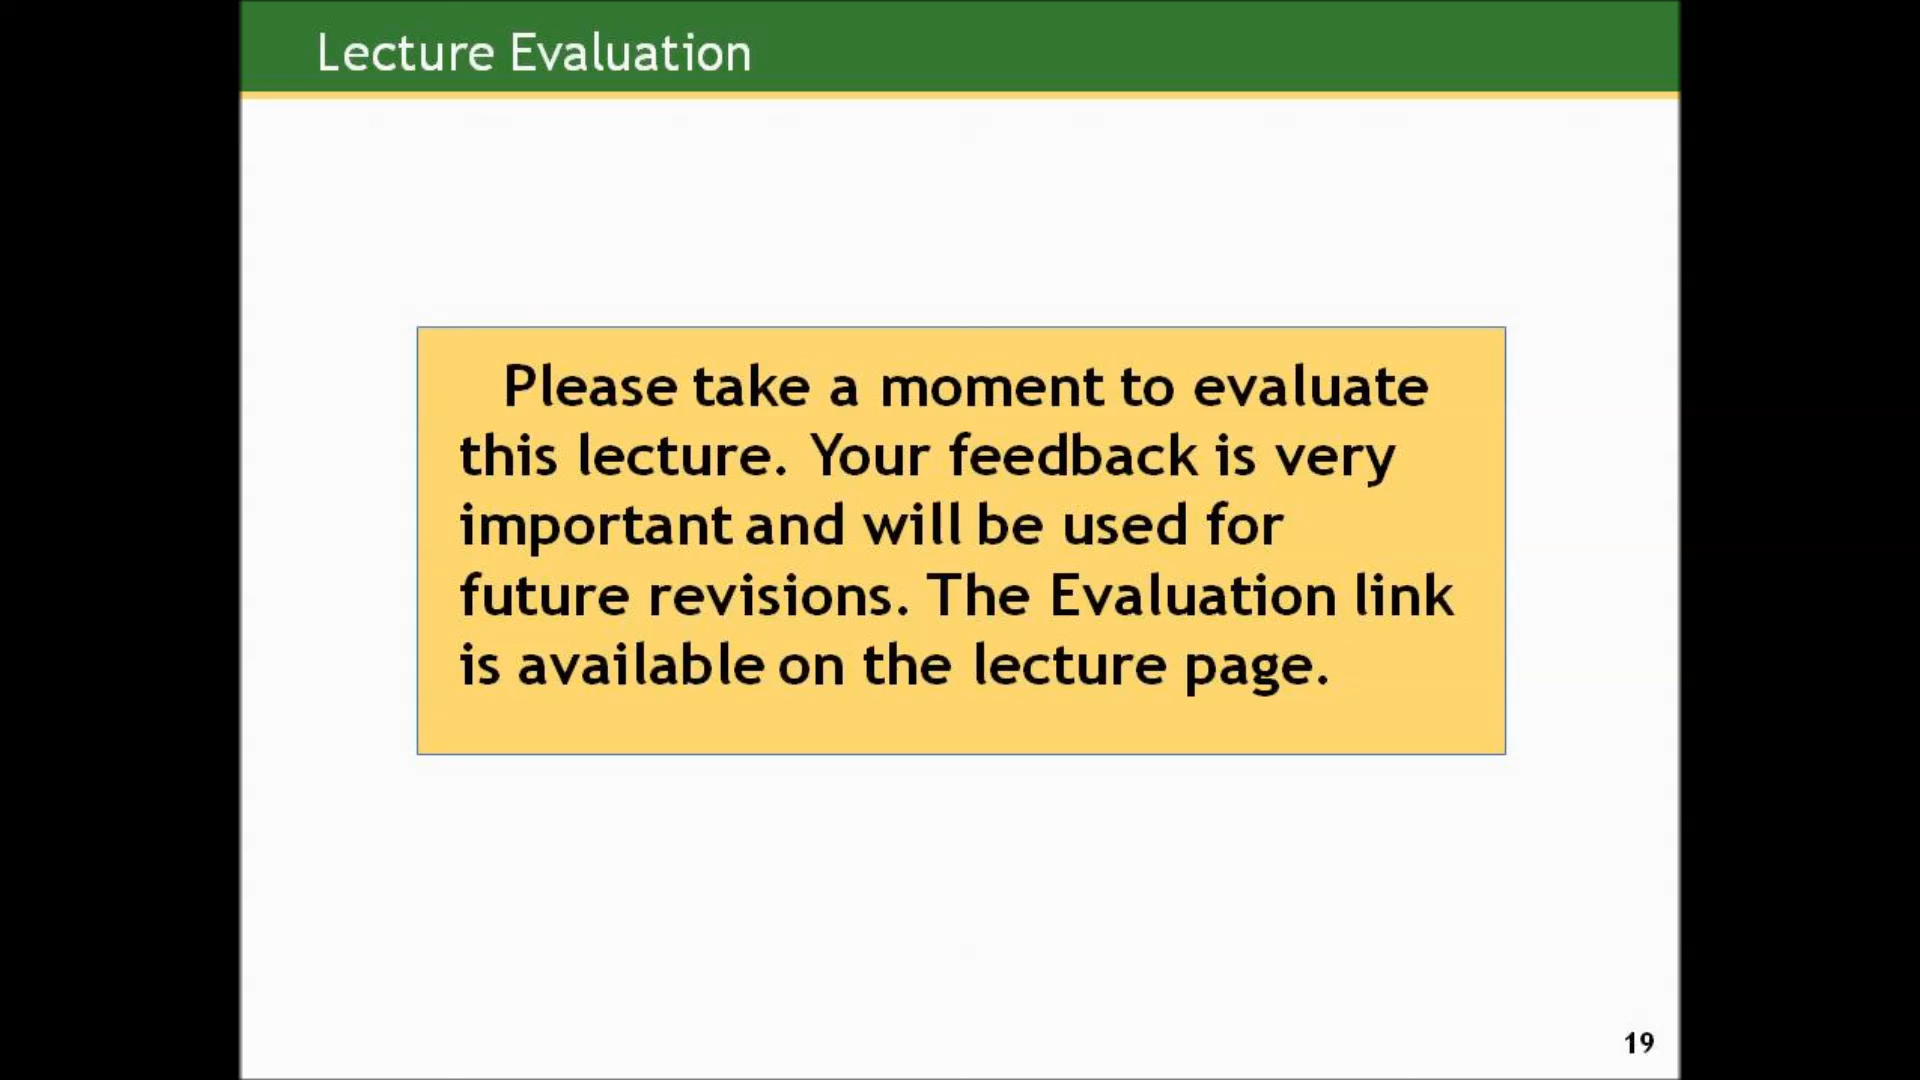 Lecture Evaluation
Please take a moment to evaluate
this lecture. Your feedback is very
important and will be used for
future revisions. The Evaluation link
is available on the lecture page.
19